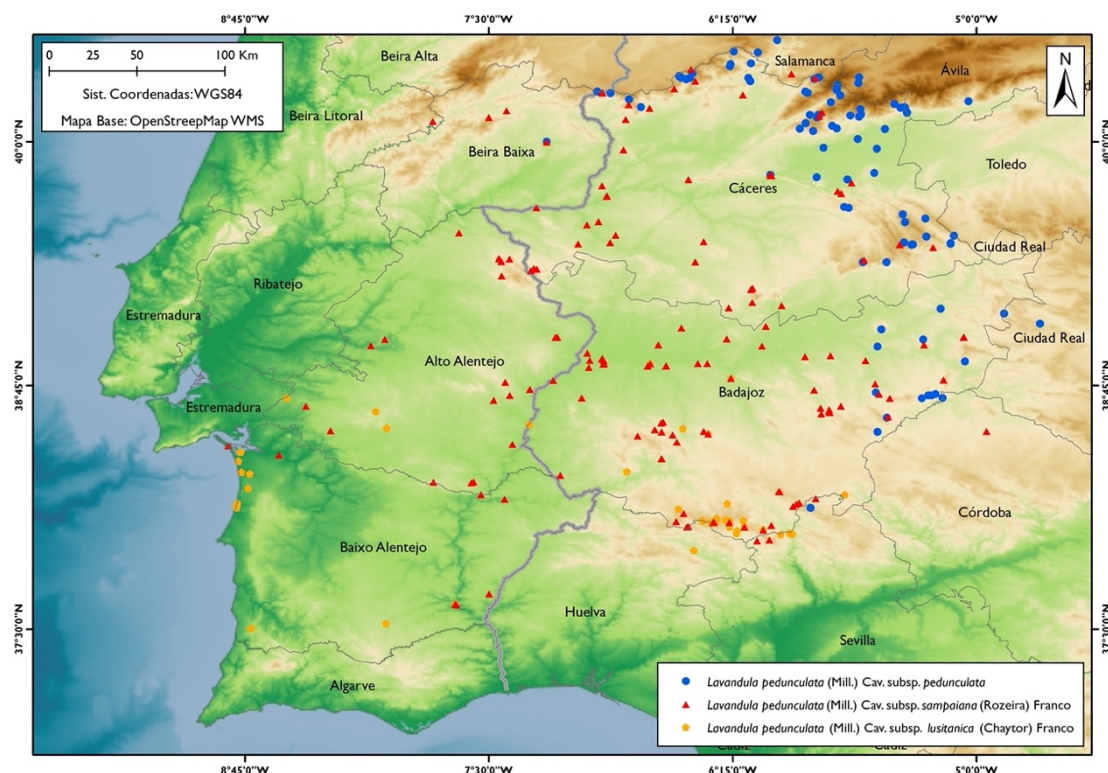 8°45'0"W 7°30'0"W 6°15'0"W 5°00'0"W
0 25 50 100 Km
Sist. Coordenadas:WGS84
Mapa Base: OpenStreepMap WMS
N
Beira Alta
Salamanca
Ávila
Beira Litoral
40°0'0"N 40°0'0"N
Beira Baixa
Toledo
Cáceres
Ciudad Real
Ribatejo
Estremadura
Ciudad Real
Alto Alentejo
38°45'0"N 38°45'0"N
Badajoz
Estremadura
Córdoba
Baixo Alentejo
Huelva
37°30'0"N 37°30'0"N
Sevilla
Algarve
Lavandula pedunculata (Mill.) Cav. subsp. pedunculata
Lavandula pedunculata (Mill.) Cav. subsp. sampaiana (Rozeira) Franco
Lavandula pedunculata (Mill.) Cav. subsp. lusitanica (Chaytor) Franco
8°45'0"W 7°30'0"W 6°15'0"W 5°00'0"W